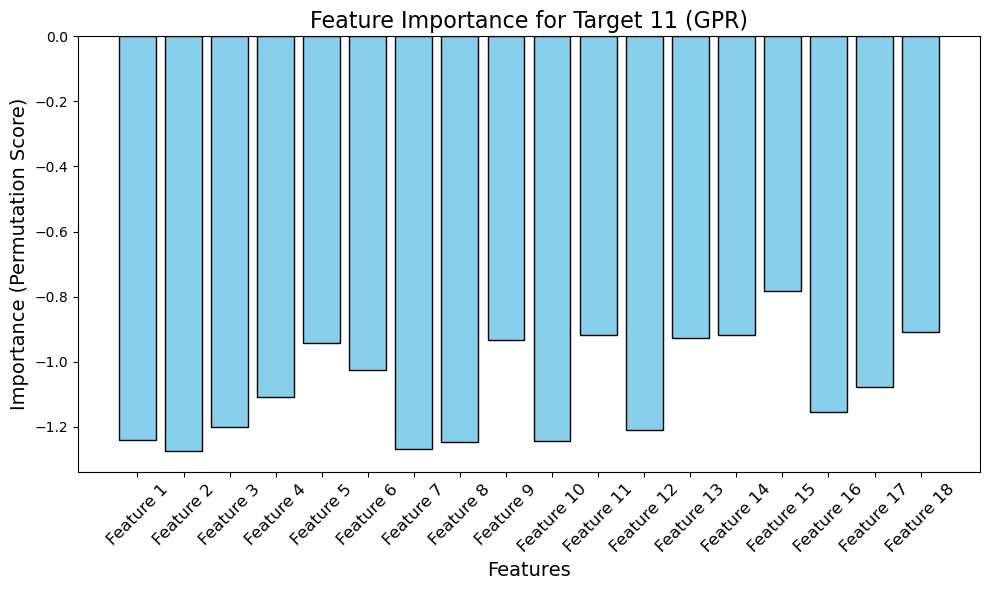 Feature Importance for Target 11 (GPR)
Importance (Permutation Score)
0.0
−0.2
−0.4
−0.6
−0.8
−1.0
−1.2
Feature 1
Feature 2
Feature 3
Feature 4
Feature 5
Feature 6
Feature 7
Feature 8
Feature 9
Feature 10
Feature 11
Feature 12
Feature 13
Feature 14
Feature 15
Feature 16
Feature 17
Feature 18
Features